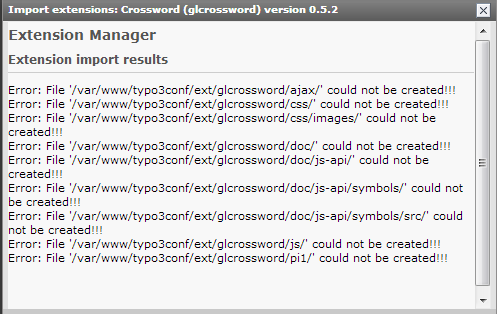 Import extensions: Crossword (glcrossword) version 0.5.2
Extension Manager
Extension import results
Error: File '/var/www/typo3conf/ext/glcrossword/ajax/' could not be created!!!
Error: File '/var/www/typo3conf/ext/glcrossword/css/' could not be created!!!
Error: File '/var/www/typo3conf/ext/glcrossword/css/images/' could not be
created!!!
Error: File '/var/www/typo3conf/ext/glcrossword/doc/' could not be created!!!
Error: File '/var/www/typo3conf/ext/glcrossword/doc/js-api/' could not be
created!!!
Error: File '/var/www/typo3conf/ext/glcrossword/doc/js-api/symbols/' could not
be created!!!
Error: File '/var/www/typo3conf/ext/glcrossword/doc/js-api/symbols/src/' could
not be created!!!
Error: File '/var/www/typo3conf/ext/glcrossword/js/' could not be created!!!
Error: File '/var/www/typo3conf/ext/glcrossword/pi1/' could not be created!!!